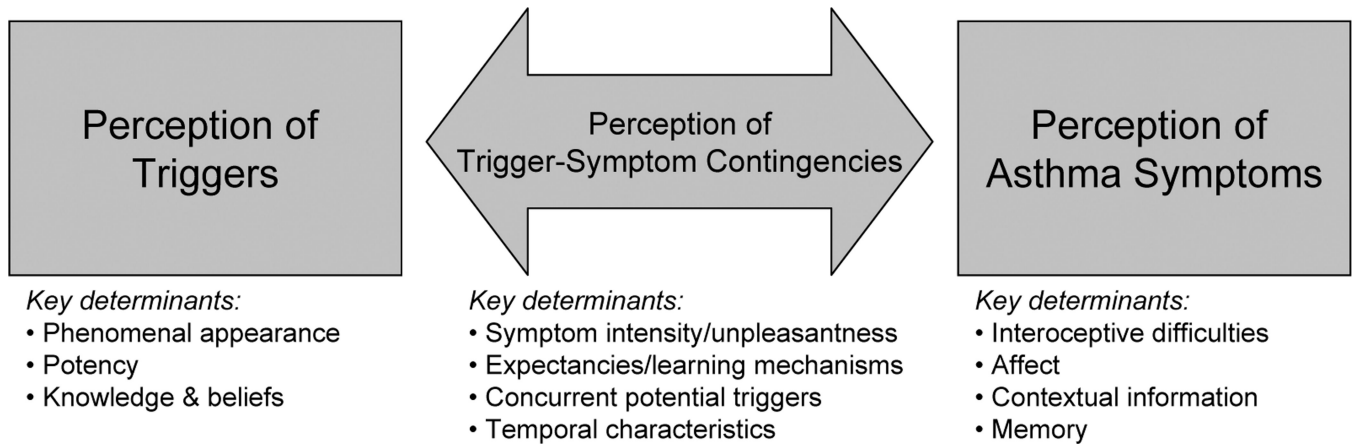 Perception of
Triggers
Perception of
Trigger-Symptom Contingencies
Perception of
Asthma Symptoms
Key determinants:
• Phenomenal appearance
• Potency
• Knowledge & beliefs
Key determinants:
• Symptom intensity/unpleasantness
• Expectancies/learning mechanisms
• Concurrent potential triggers
• Temporal characteristics
Key determinants:
• Interoceptive difficulties
• Affect
• Contextual information
• Memory